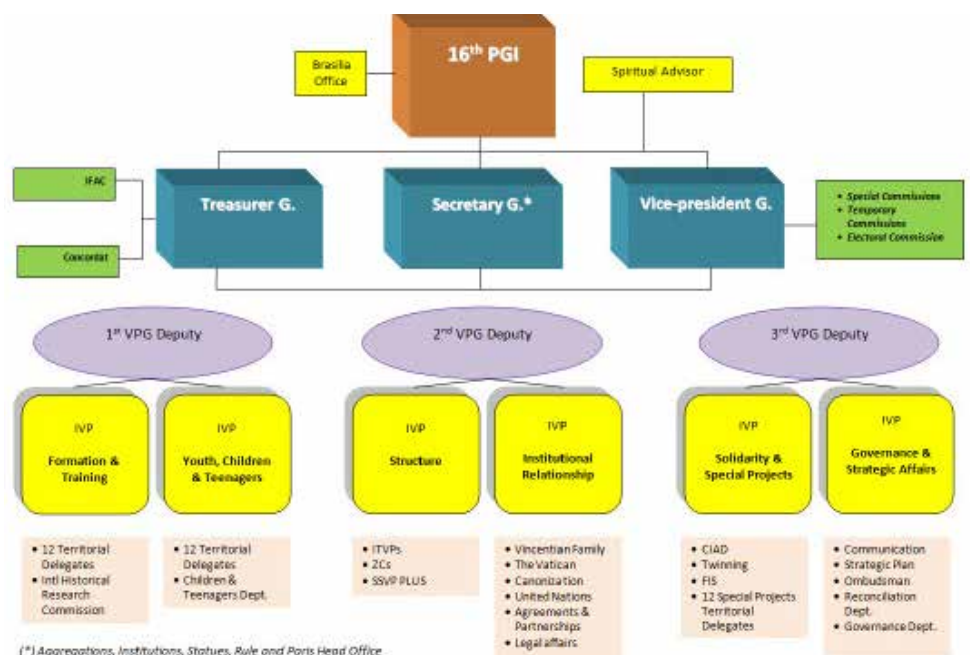 16th PGI
Brasilia
Office
Spiritual Advisor
IFAC
Concordat
Treasurer G.
Secretary G.*
Vice-president G.
• Special Commissions
• Temporary
Commissions
• Electoral Commission
1st VPG Deputy
2nd VPG Deputy
3rd VPG Deputy
IVP
Formation &
Training
IVP
Youth, Children
& Teenagers
IVP
Structure
IVP
Institutional
Relationship
IVP
Solidarity &
Special Projects
IVP
Governance &
Strategic Affairs
• 12 Territorial
Delegates
• Intl Historical
Research
Commission
• 12 Territorial
Delegates
• Children &
Teenagers Dept.
• ITVPs
• ZCs
• SSVP PLUS
• Vincentian Family
• The Vatican
• Canonization
• United Nations
• Agreements &
Partnerships
• Legal affairs
• CIAD
• Twinning
• FIS
• 12 Special Projects
Territorial
Delegates
• Communication
• Strategic Plan
• Ombudsman
• Reconciliation
Dept.
• Governance Dept.
(*) Aggregations, Institutions, Statues, Rule and Paris Head Office